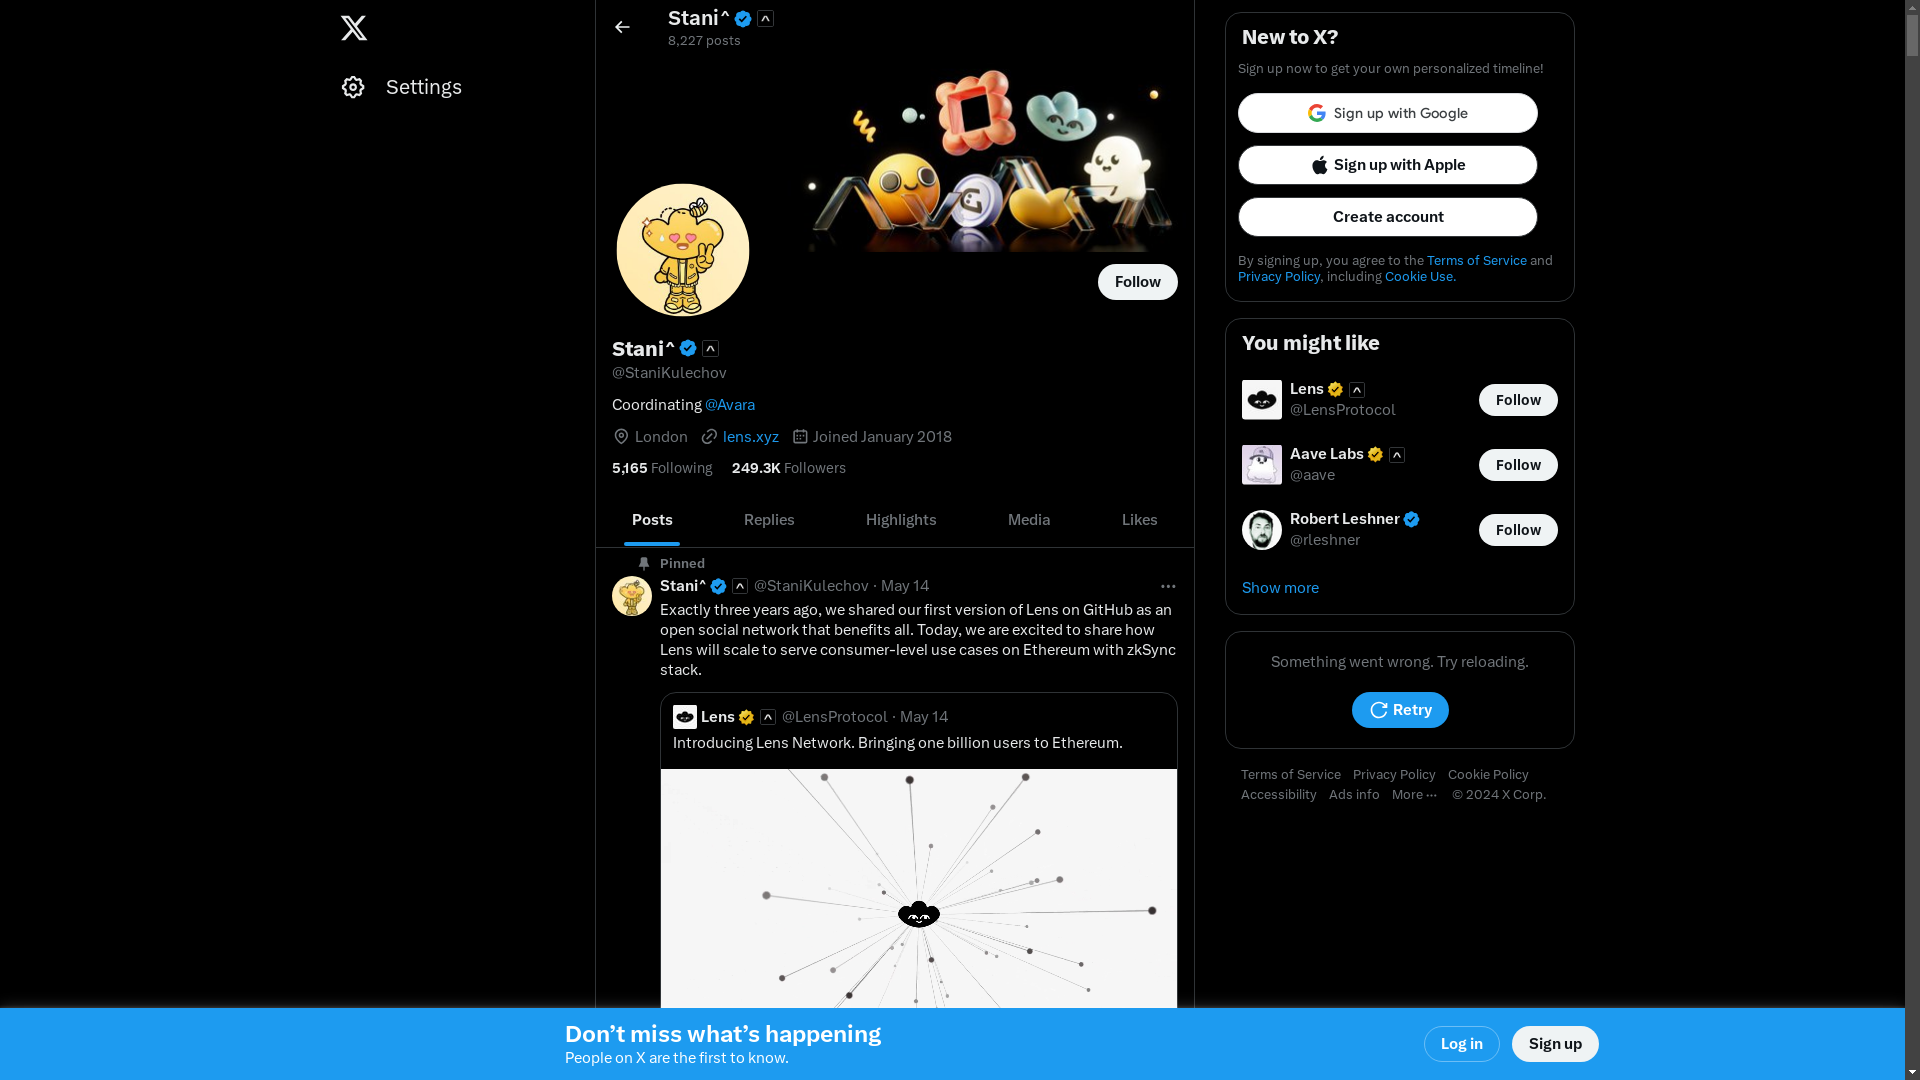 Settings
Stani^
8,227 posts
Follow
Stani^
@StaniKulechov
Coordinating @Avara
London lens.xyz Joined January 2018
5,165 Following 249.3K Followers
Posts Replies Highlights Media Likes
Pinned
Stani^ @StaniKulechov · May 14
Exactly three years ago, we shared our first version of Lens on GitHub as an
open social network that benefits all. Today, we are excited to share how
Lens will scale to serve consumer-level use cases on Ethereum with zkSync
stack.
Lens @LensProtocol · May 14
Introducing Lens Network. Bringing one billion users to Ethereum.
New to X?
Sign up now to get your own personalized timeline!
Sign up with Google
Sign up with Apple
Create account
By signing up, you agree to the Terms of Service and
Privacy Policy, including Cookie Use.
You might like
Lens
@LensProtocol
Follow
Aave Labs
@aave
Follow
Robert Leshner
@rleshner
Follow
Show more
Something went wrong. Try reloading.
Retry
Terms of Service Privacy Policy Cookie Policy
Accessibility Ads info More ··· © 2024 X Corp.
Don’t miss what’s happening
People on X are the first to know.
Log in Sign up